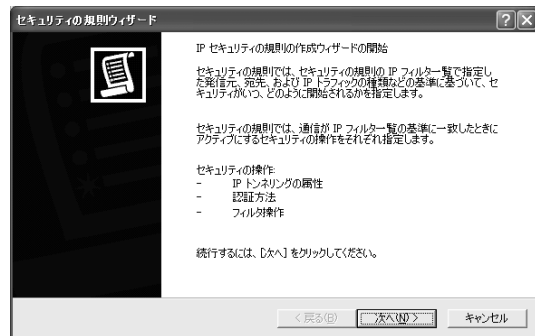 セキュリティの規則ウィザード
IP セキュリティの規則の作成ウィザードの開始
セキュリティの規則では、セキュリティの規則の IP フィルタ一覧で指定し
た発信元、宛先、および IP トラフィックの種類などの基準に基づいて、セ
キュリティがいつ、どのように開始されるかを指定します。
セキュリティの規則では、通信が IP フィルター覧の基準に一致したときに
アクティブにするセキュリティの操作をそれぞれ指定します。
セキュリティの操作:
- IP トンネリングの属性
- 認証方法
- フィルタ操作
続行するには、[次へ] をクリックしてください。
< 戻る(B)
次へ(N) >
キャンセル